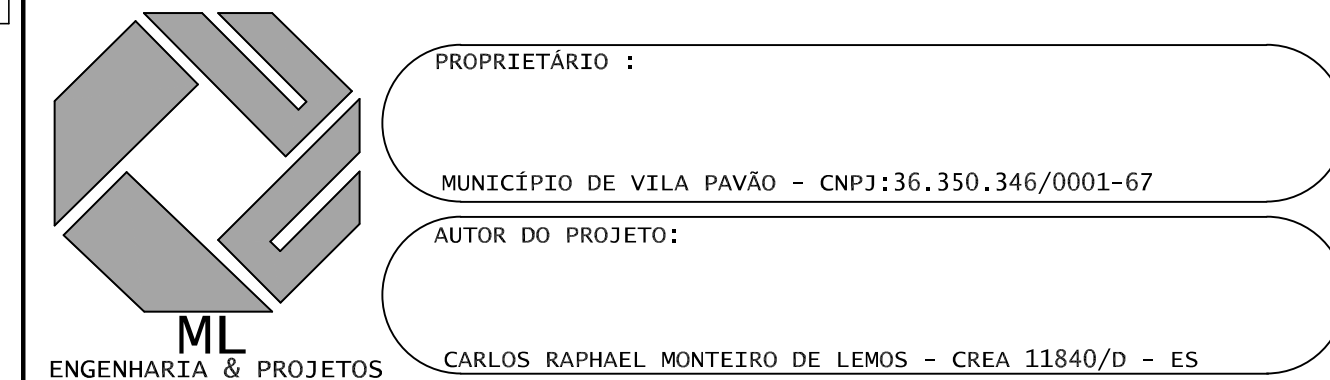 PROPRIETÁRIO :
MUNICÍPIO DE VILA PAVÃO - CNPJ:36.350.346/0001-67
AUTOR DO PROJETO:
CARLOS RAPHAEL MONTEIRO DE LEMOS - CREA 11840/D - ES
ML
ENGENHARIA & PROJETOS